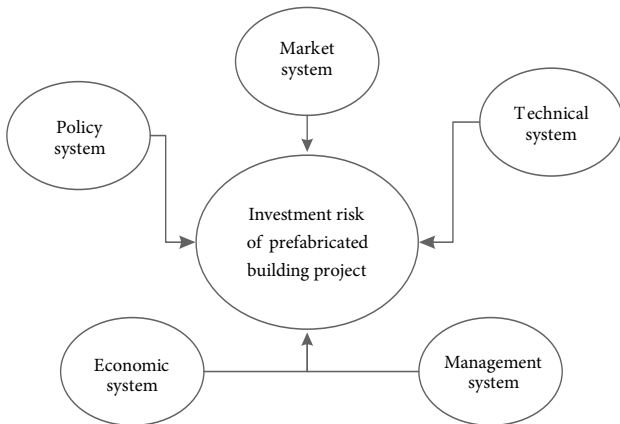 Market
system
Policy
system
Technical
system
Investment risk
of prefabricated
building project
Economic
system
Management
system